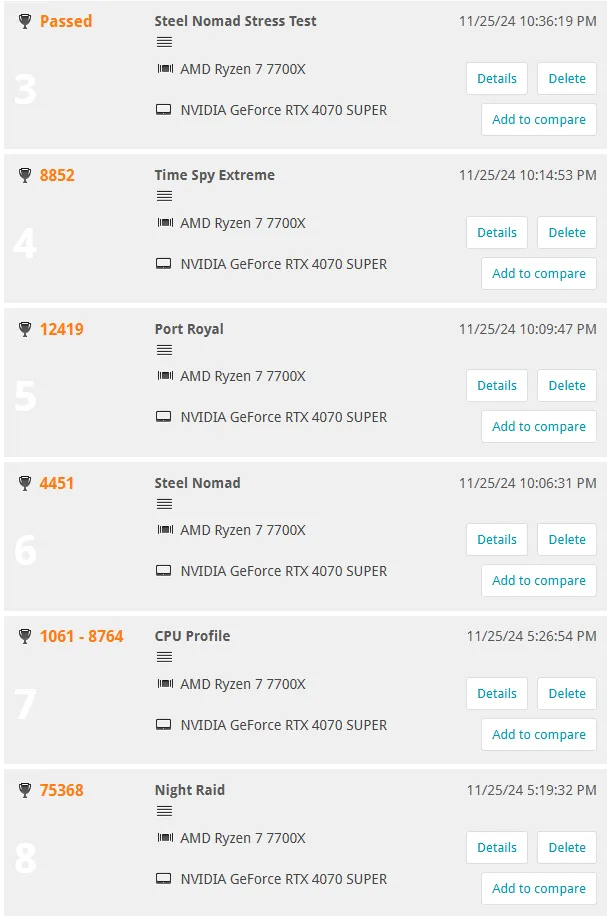 Passed Steel Nomad Stress Test 11/25/24 10:36:19 PM
3 AMD Ryzen 7 7700X Details Delete
NVIDIA GeForce RTX 4070 SUPER Add to compare
8852 Time Spy Extreme 11/25/24 10:14:53 PM
4 AMD Ryzen 7 7700X Details Delete
NVIDIA GeForce RTX 4070 SUPER Add to compare
12419 Port Royal 11/25/24 10:09:47 PM
5 AMD Ryzen 7 7700X Details Delete
NVIDIA GeForce RTX 4070 SUPER Add to compare
4451 Steel Nomad 11/25/24 10:06:31 PM
6 AMD Ryzen 7 7700X Details Delete
NVIDIA GeForce RTX 4070 SUPER Add to compare
1061 - 8764 CPU Profile 11/25/24 5:26:54 PM
7 AMD Ryzen 7 7700X Details Delete
NVIDIA GeForce RTX 4070 SUPER Add to compare
75368 Night Raid 11/25/24 5:19:32 PM
8 AMD Ryzen 7 7700X Details Delete
NVIDIA GeForce RTX 4070 SUPER Add to compare